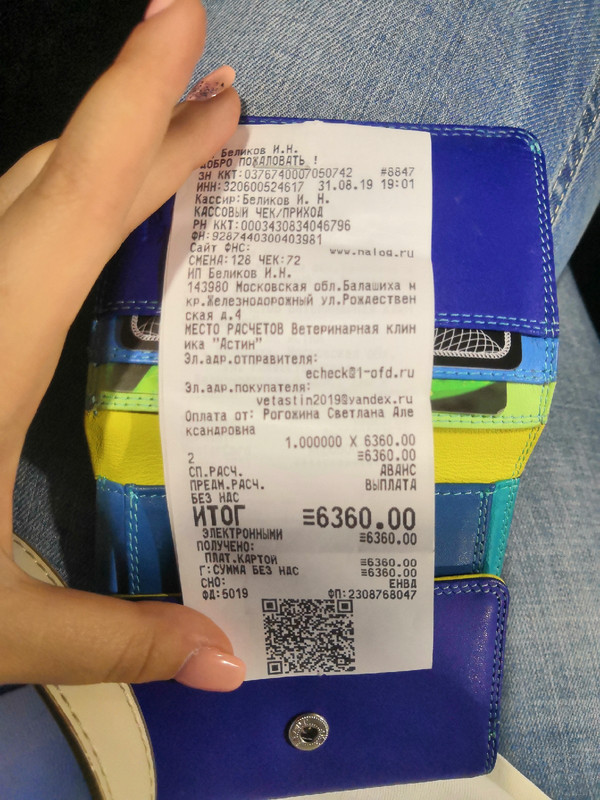 Беликов И.Н.
ДОБРО ПОЖАЛОВАТЬ !
ЗН ККТ:0376740007050742 #8847
ИНН:320600524617 31.08.19 19:01
Кассир:Беликов И. Н.
КАССОВЫЙ ЧЕК/ПРИХОД
РН ККТ:0003430834046796
ФН:9287440300403981
Сайт ФНС: www.nalog.ru
СМЕНА:128 ЧЕК:72
ИП Беликов И.Н.
143980 Московская обл.Балашиха м
кр.Железнодорожный ул.Рождествен
ская д.4
МЕСТО РАСЧЕТОВ Ветеринарная клин
ика "Астин"
Эл.адр.отправителя:
echeck@1-ofd.ru
Эл.адр.покупателя:
vetastin2019@yandex.ru
Оплата от: Рогожина Светлана Але
ксандровна
1.000000 X 6360.00
2 ≡6360.00
СП.РАСЧ. АВАНС
ПРЕДМ.РАСЧ. ВЫПЛАТА
БЕЗ НДС
ИТОГ ≡6360.00
ЭЛЕКТРОННЫМИ ≡6360.00
ПОЛУЧЕНО:
ПЛАТ.КАРТОЙ ≡6360.00
Г:СУММА БЕЗ НДС ≡6360.00
СНО: ЕНВД
ФД:5019 ФП:2308768047